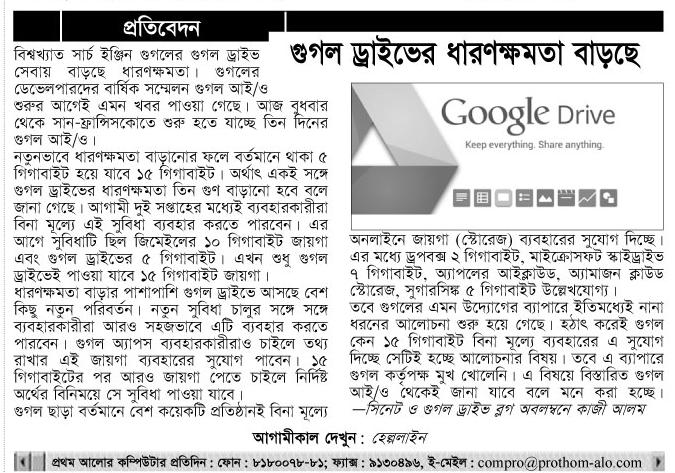 প্রতিবেদন
গুগল ড্রাইভের ধারণক্ষমতা বাড়ছে
বিশ্বখ্যাত সার্চ ইঞ্জিন গুগলের গুগল ড্রাইভ
সেবায় বাড়ছে ধারণক্ষমতা। গুগলের
ডেভেলপারদের বার্ষিক সম্মেলন গুগল আই/ও
শুরুর আগেই এমন খবর পাওয়া গেছে। আজ বুধবার
থেকে সান-ফ্রান্সিসকোতে শুরু হতে যাচ্ছে তিন দিনের
গুগল আই/ও।
নতুনভাবে ধারণক্ষমতা বাড়ানোর ফলে বর্তমানে থাকা ৫
গিগাবাইট হয়ে যাবে ১৫ গিগাবাইট। অর্থাৎ একই সঙ্গে
গুগল ড্রাইভের ধারণক্ষমতা তিন গুণ বাড়ানো হবে বলে
জানা গেছে। আগামী দুই সপ্তাহের মধ্যেই ব্যবহারকারীরা
বিনা মূল্যে এই সুবিধা ব্যবহার করতে পারবেন। এর
আগে সুবিধাটি ছিল জিমেইলের ১০ গিগাবাইট জায়গা
এবং গুগল ড্রাইভের ৫ গিগাবাইট। এখন শুধু গুগল
ড্রাইভেই পাওয়া যাবে ১৫ গিগাবাইট জায়গা।
ধারণক্ষমতা বাড়ার পাশাপাশি গুগল ড্রাইভে আসছে বেশ
কিছু নতুন পরিবর্তন। নতুন সুবিধা চালুর সঙ্গে সঙ্গে
ব্যবহারকারীরা আরও সহজভাবে এটি ব্যবহার করতে
পারবেন। গুগল অ্যাপস ব্যবহারকারীরাও চাইলে তথ্য
রাখার এই জায়গা ব্যবহারের সুযোগ পাবেন। ১৫
গিগাবাইটের পর আরও জায়গা পেতে চাইলে নির্দিষ্ট
অর্থের বিনিময়ে সে সুবিধা পাওয়া যাবে।
গুগল ছাড়া বর্তমানে বেশ কয়েকটি প্রতিষ্ঠানই বিনা মূল্যে
Google Drive
Keep everything. Share anything.
অনলাইনে জায়গা (স্টোরেজ) ব্যবহারের সুযোগ দিচ্ছে।
এর মধ্যে ড্রপবক্স ২ গিগাবাইট, মাইক্রোসফট স্কাইড্রাইভ
৭ গিগাবাইট, অ্যাপলের আইক্লাউড, অ্যামাজন ক্লাউড
স্টোরেজ, সুগারসিঙ্ক ৫ গিগাবাইট উল্লেখযোগ্য।
তবে গুগলের এমন উদ্যোগের ব্যাপারে ইতিমধ্যেই নানা
ধরনের আলোচনা শুরু হয়ে গেছে। হঠাৎ করেই গুগল
কেন ১৫ গিগাবাইট বিনা মূল্যে ব্যবহারের এ সুযোগ
দিচ্ছে সেটিই হচ্ছে আলোচনার বিষয়। তবে এ ব্যাপারে
গুগল কর্তৃপক্ষ মুখ খোলেনি। এ বিষয়ে বিস্তারিত গুগল
আই/ও থেকেই জানা যাবে বলে মনে করা হচ্ছে।
—সিনেট ও গুগল ড্রাইভ ব্লগ অবলম্বনে কাজী আলম
আগামীকাল দেখুন : হেল্পলাইন
প্রথম আলোর কম্পিউটার প্রতিদিন : ফোন : ৮১৮০০৭৮-৮১; ফ্যাক্স : ৯১৩০৪৯৬, ই-মেইল : compro@prothom-alo.com